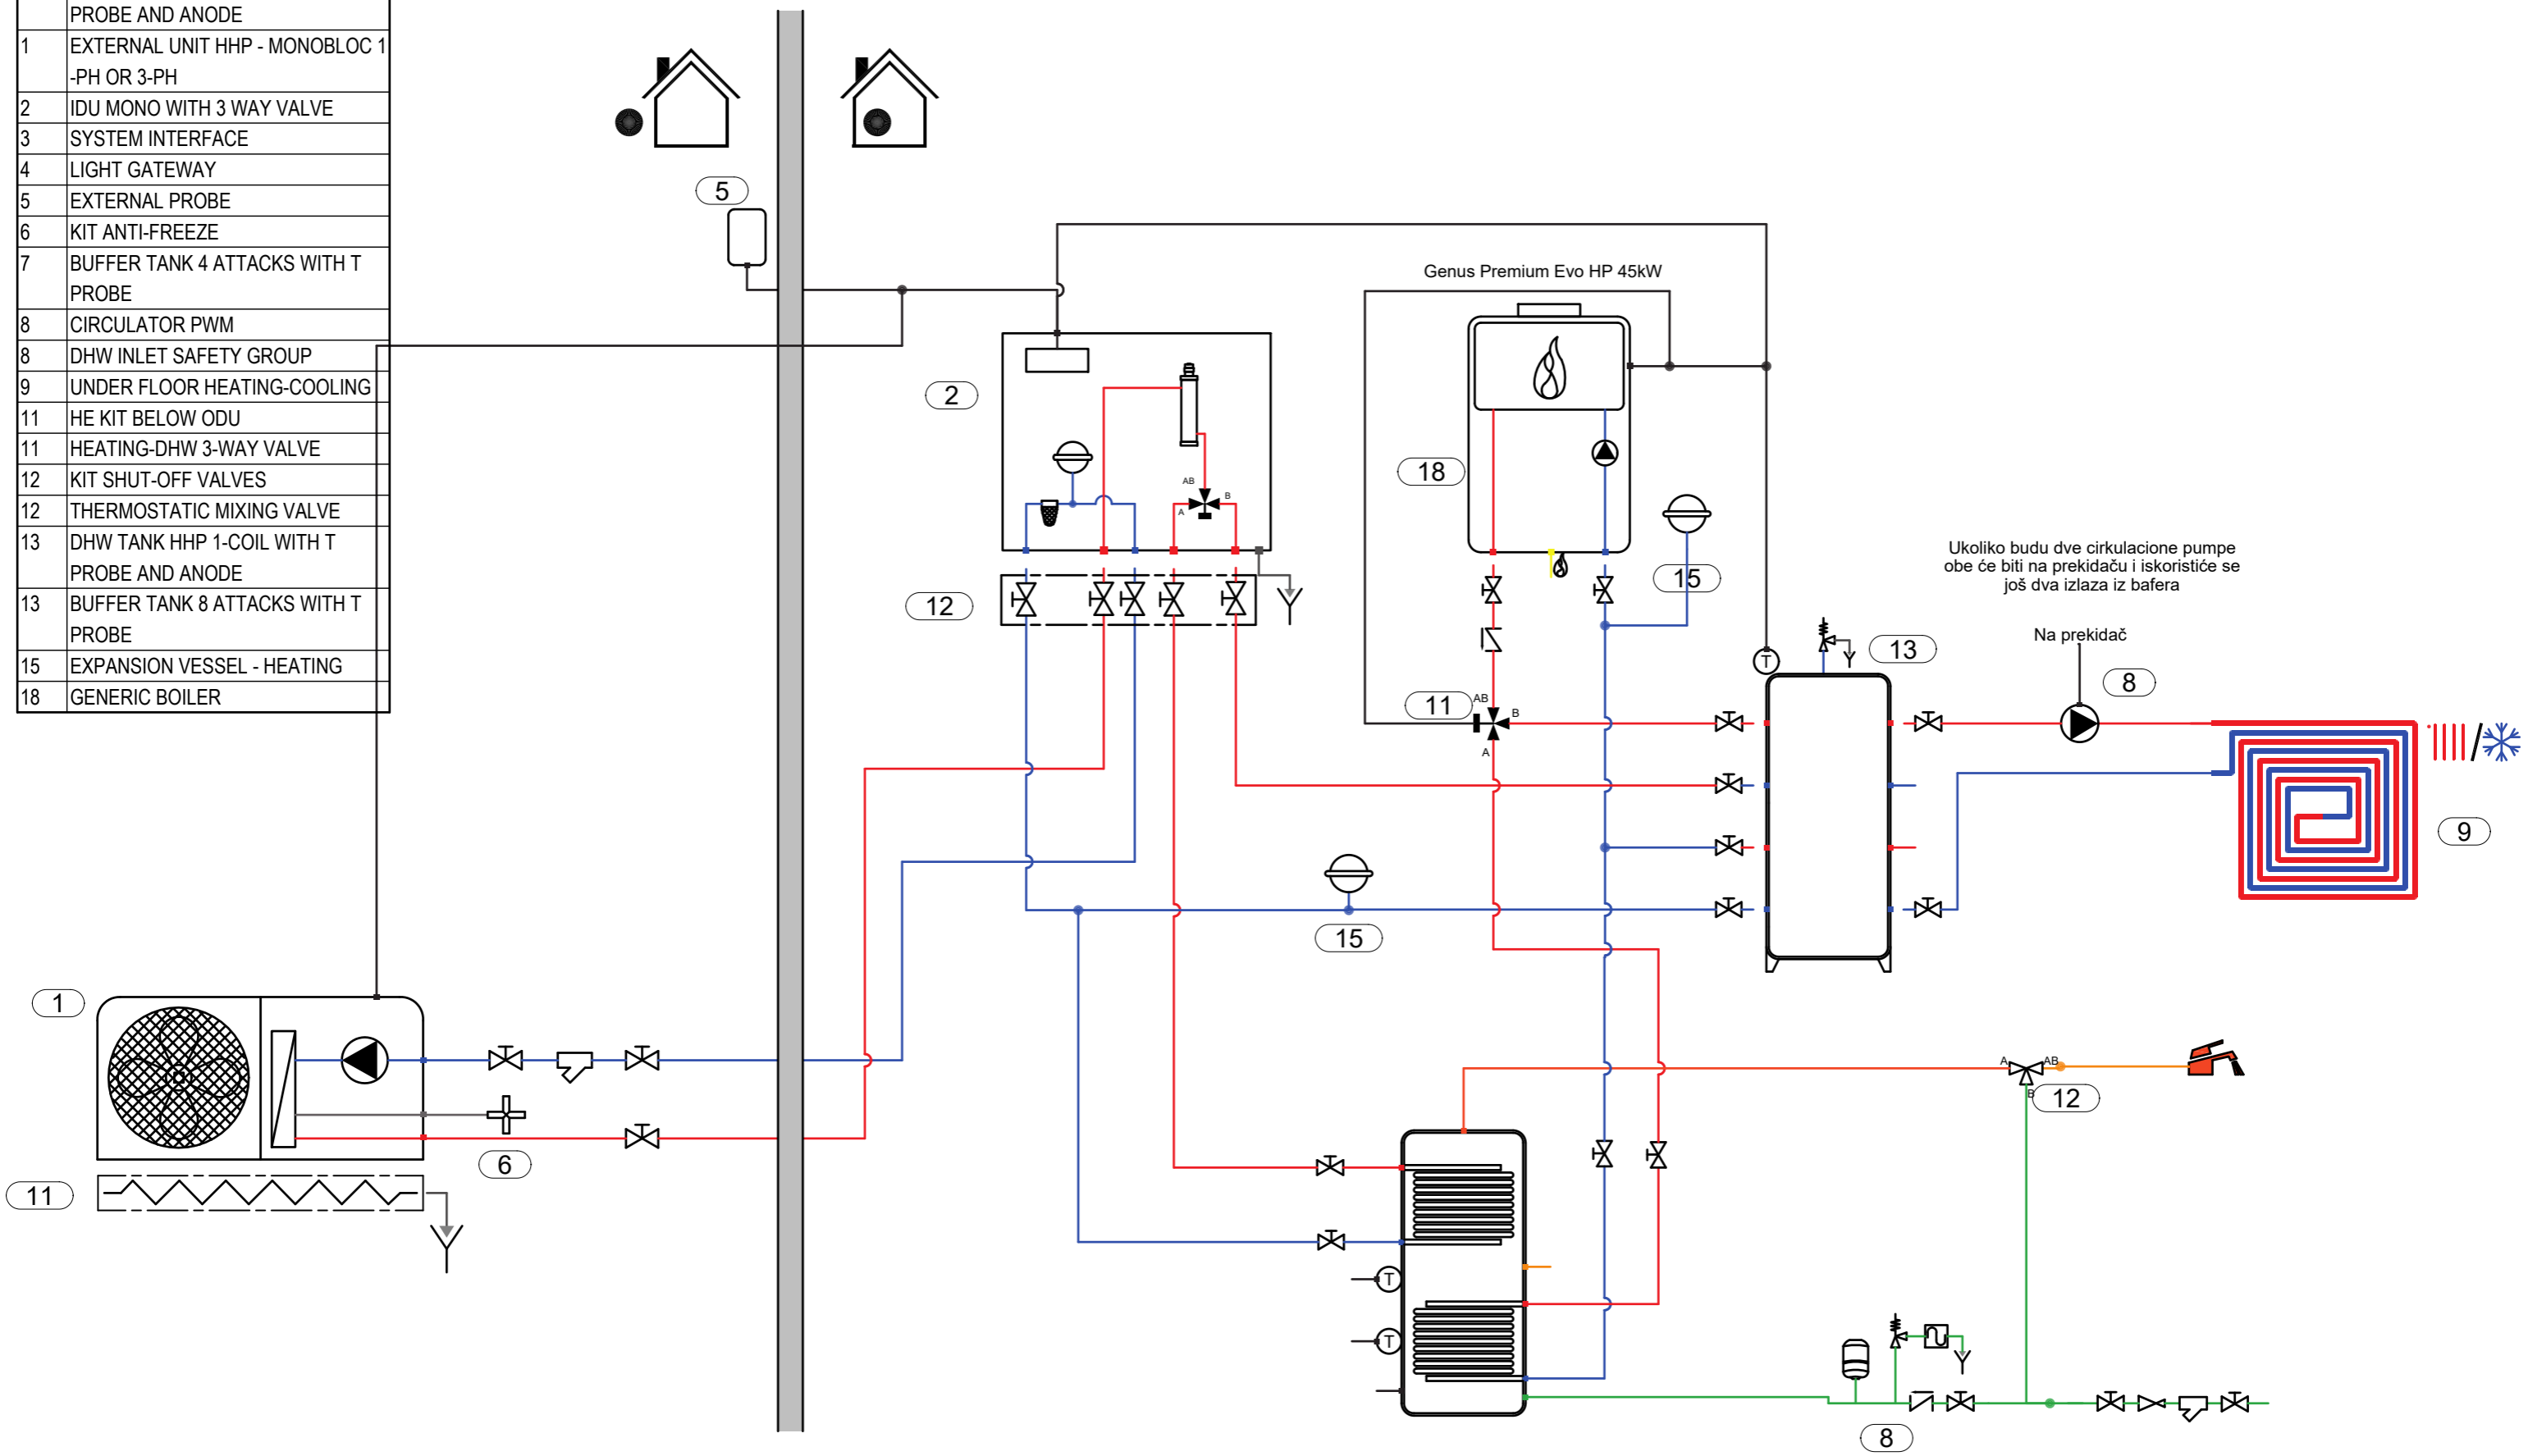 PROBE AND ANODE
1 EXTERNAL UNIT HHP - MONOBLOC 1
-PH OR 3-PH
2 IDU MONO WITH 3 WAY VALVE
3 SYSTEM INTERFACE
4 LIGHT GATEWAY
5 EXTERNAL PROBE
6 KIT ANTI-FREEZE
7 BUFFER TANK 4 ATTACKS WITH T
PROBE
8 CIRCULATOR PWM
8 DHW INLET SAFETY GROUP
9 UNDER FLOOR HEATING-COOLING
11 HE KIT BELOW ODU
11 HEATING-DHW 3-WAY VALVE
12 KIT SHUT-OFF VALVES
12 THERMOSTATIC MIXING VALVE
13 DHW TANK HHP 1-COIL WITH T
PROBE AND ANODE
13 BUFFER TANK 8 ATTACKS WITH T
PROBE
15 EXPANSION VESSEL - HEATING
18 GENERIC BOILER
5
Genus Premium Evo HP 45kW
2
18
AB
B
A
15
12
Ukoliko budu dve cirkulacione pumpe
obe će biti na prekidaču i iskoristiće se
još dva izlaza iz bafera
Na prekidač
13
T
8
11
AB
B
A
9
15
1
6
11
A
AB
B
12
T
T
8